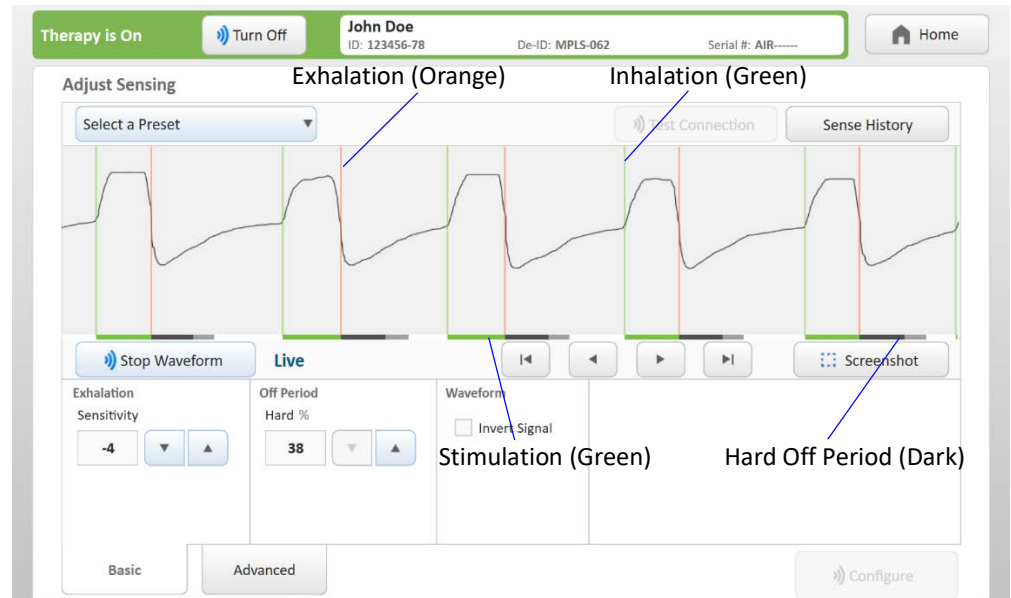 Therapy is On
Turn Off
John Doe
ID: 123456-78 De-ID: MPLS-062 Serial #: AIR------
Home
Adjust Sensing
Exhalation (Orange)
Inhalation (Green)
Select a Preset
Test Connection
Sense History
Stop Waveform
Live
Screenshot
Exhalation
Sensitivity
-4
Off Period
Hard %
38
Waveform
Invert Signal
Stimulation (Green)
Hard Off Period (Dark)
Basic
Advanced
Configure